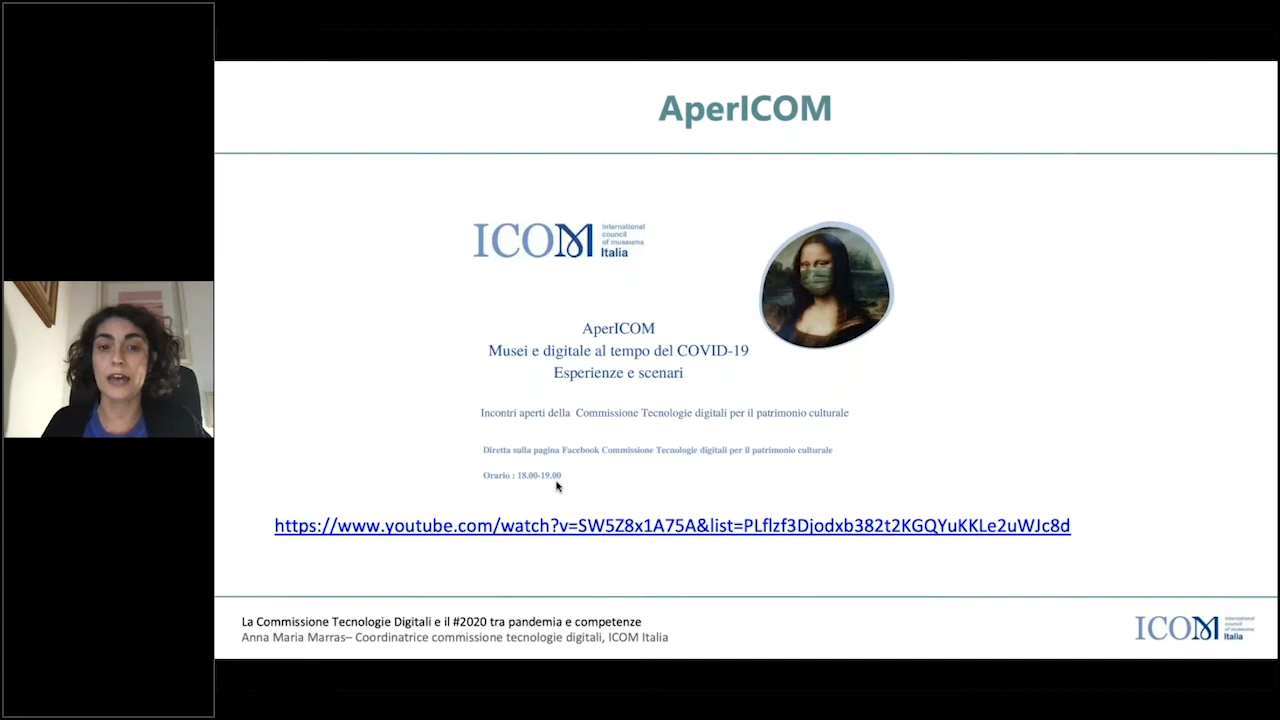 AperICOM
ICOM
international
council
of museums
Italia
AperICOM
Musei e digitale al tempo del COVID-19
Esperienze e scenari
Incontri aperti della Commissione Tecnologie digitali per il patrimonio culturale
Diretta sulla pagina Facebook Commissione Tecnologie digitali per il patrimonio culturale
Orario : 18.00-19.00
https://www.youtube.com/watch?v=SW5Z8x1A75A&list=PLflzf3Djodxb382t2KGQYuKKLe2uWJc8d
La Commissione Tecnologie Digitali e il #2020 tra pandemia e competenze
Anna Maria Marras– Coordinatrice commissione tecnologie digitali, ICOM Italia
ICOM
international
council
of museums
Italia